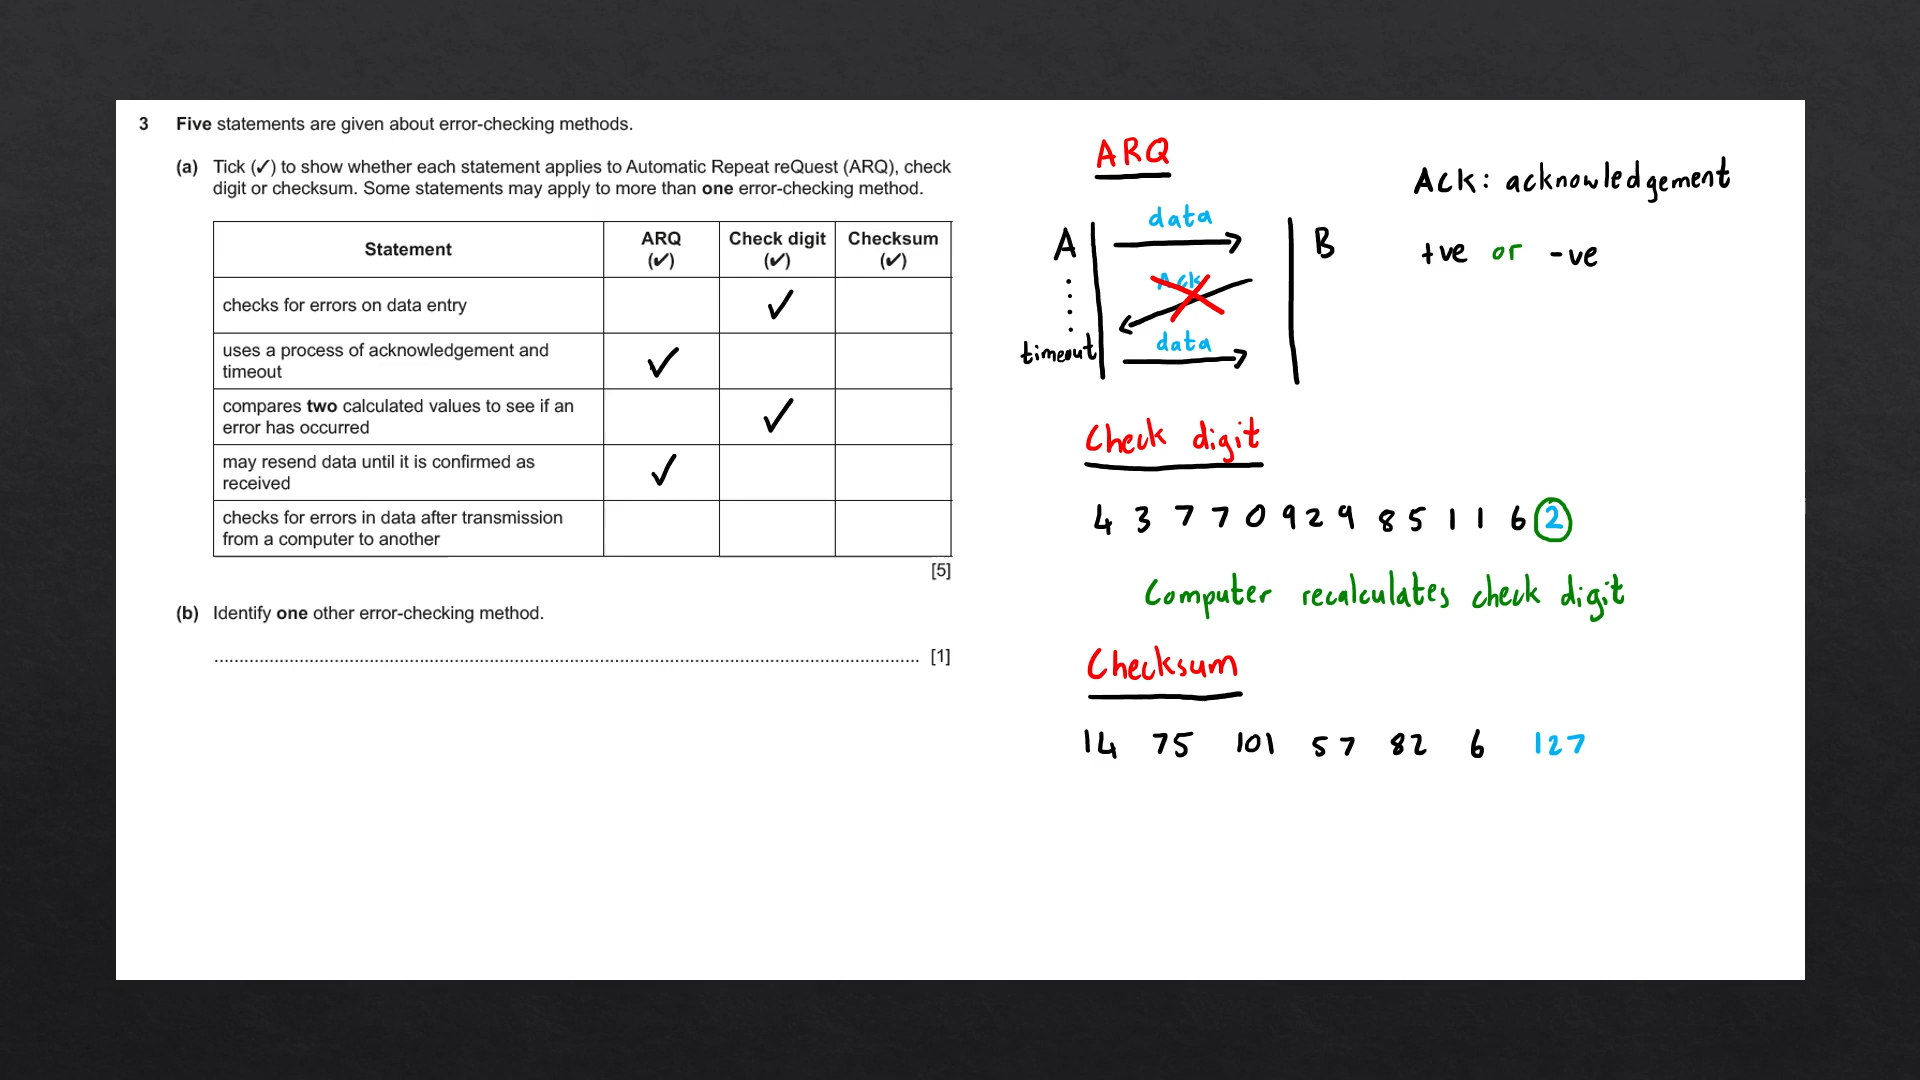 3 Five statements are given about error-checking methods.
(a) Tick (✓) to show whether each statement applies to Automatic Repeat reQuest (ARQ), check
digit or checksum. Some statements may apply to more than one error-checking method.
Statement ARQ (✓) Check digit (✓) Checksum (✓)
checks for errors on data entry ✓
uses a process of acknowledgement and
timeout ✓
compares two calculated values to see if an
error has occurred ✓
may resend data until it is confirmed as
received ✓
checks for errors in data after transmission
from a computer to another
[5]
(b) Identify one other error-checking method.
[1]
ARQ
Ack: acknowledgement
+ve or -ve
A data B
Ack
data
timeout
Check digit
4 3 7 7 0 9 2 9 8 5 1 1 6 2
Computer recalculates check digit
Checksum
14 75 101 57 82 6 127